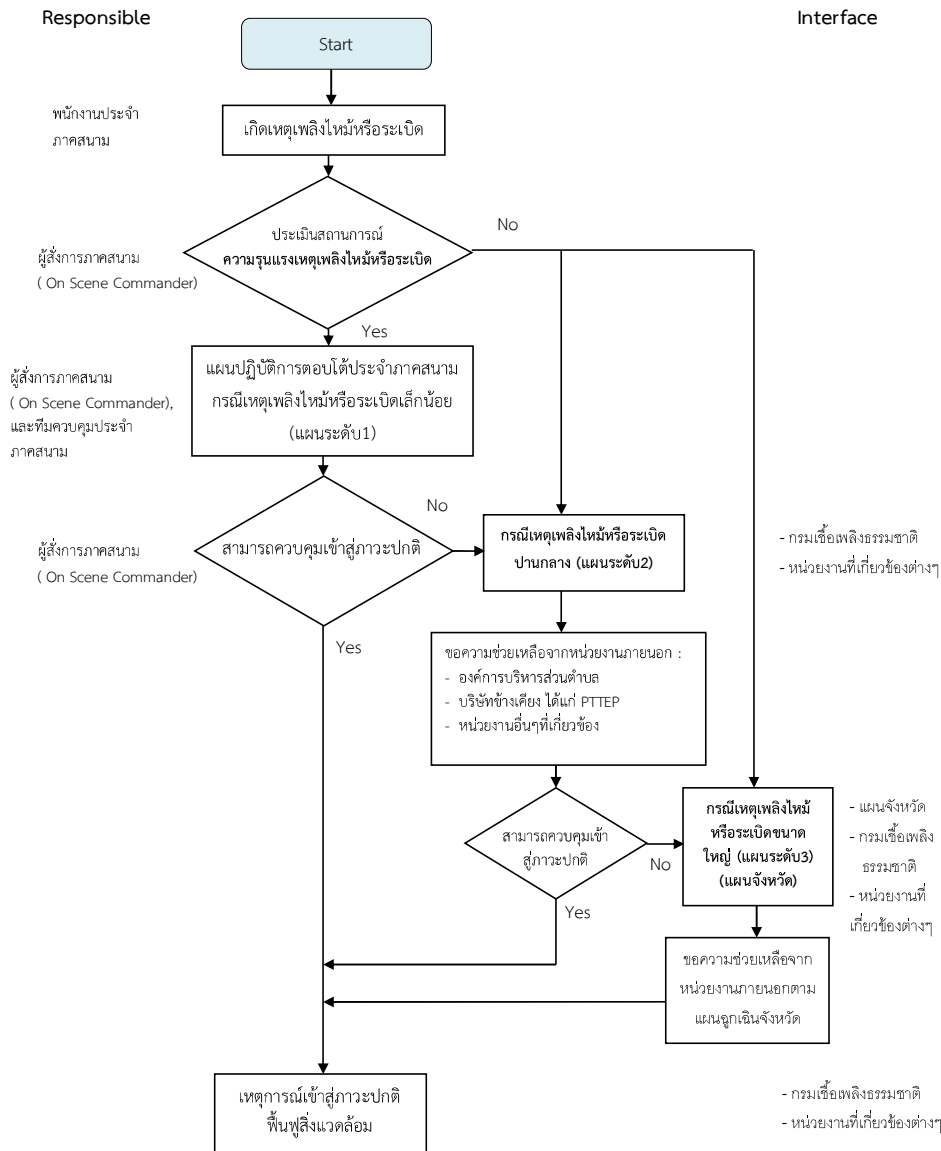 Responsible
Interface
Start
พนักงานประจำ
ภาคสนาม
เกิดเหตุเพลิงไหม้หรือระเบิด
No
ประเมินสถานการณ์
ความรุนแรงเหตุเพลิงไหม้หรือระเบิด
ผู้สั่งการภาคสนาม
( On Scene Commander)
Yes
แผนปฏิบัติการตอบโต้ประจำภาคสนาม
กรณีเหตุเพลิงไหม้หรือระเบิดเล็กน้อย
(แผนระดับ1)
ผู้สั่งการภาคสนาม
( On Scene Commander),
และทีมควบคุมประจำ
ภาคสนาม
No
สามารถควบคุมเข้าสู่ภาวะปกติ
ผู้สั่งการภาคสนาม
( On Scene Commander)
กรณีเหตุเพลิงไหม้หรือระเบิด
ปานกลาง (แผนระดับ2)
- กรมเชื้อเพลิงธรรมชาติ
- หน่วยงานที่เกี่ยวข้องต่างๆ
Yes
ขอความช่วยเหลือจากหน่วยงานภายนอก :
- องค์การบริหารส่วนตำบล
- บริษัทข้างเคียง ได้แก่ PTTEP
- หน่วยงานอื่นๆที่เกี่ยวข้อง
สามารถควบคุมเข้า
สู่ภาวะปกติ
No
Yes
กรณีเหตุเพลิงไหม้
หรือระเบิดขนาด
ใหญ่ (แผนระดับ3)
(แผนจังหวัด)
- แผนจังหวัด
- กรมเชื้อเพลิง
ธรรมชาติ
- หน่วยงานที่
เกี่ยวข้องต่างๆ
ขอความช่วยเหลือจาก
หน่วยงานภายนอกตาม
แผนฉุกเฉินจังหวัด
เหตุการณ์เข้าสู่ภาวะปกติ
ฟื้นฟูสิ่งแวดล้อม
- กรมเชื้อเพลิงธรรมชาติ
- หน่วยงานที่เกี่ยวข้องต่างๆ